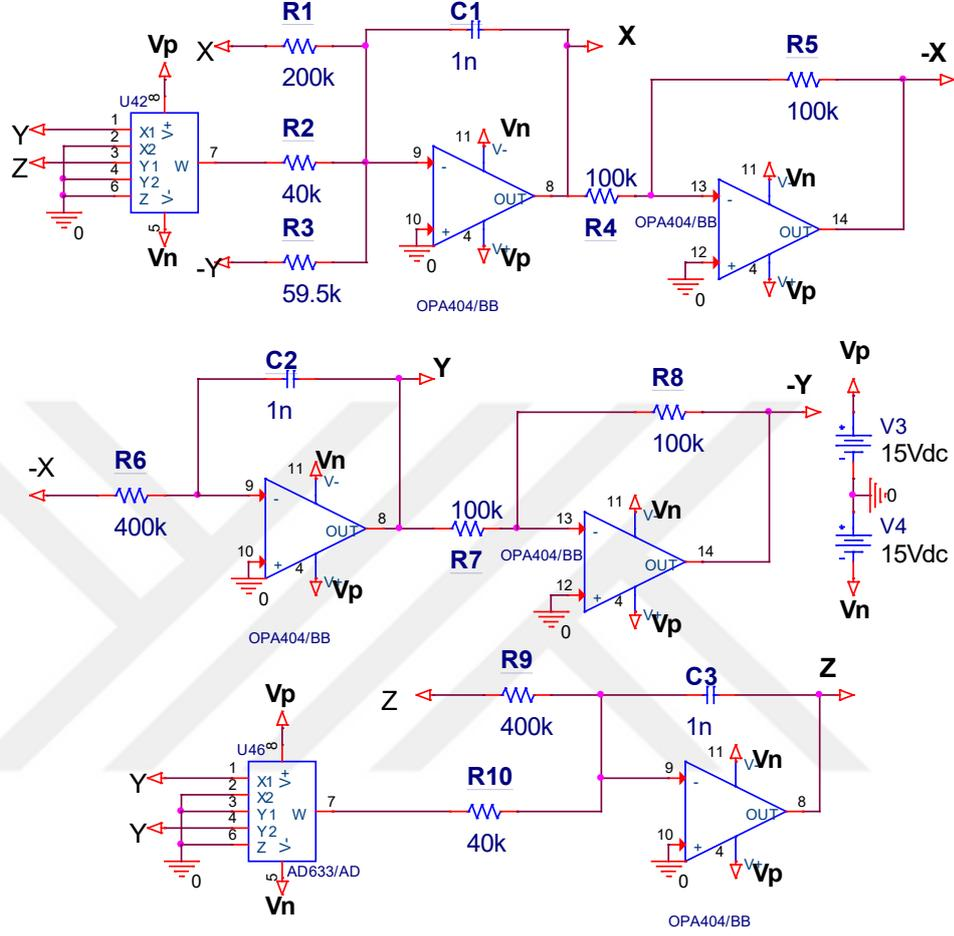 R1
C1
X
X
200k
1n
Vp
U42
8
V+
Y
1
X1
2
X2
Z
3
Y1
W
7
4
Y2
6
Z
V-
5
0
Vn
R2
40k
R3
-Y
59.5k
11
Vn
V-
9
-
OUT
8
10
+
4
V+
Vp
0
OPA404/BB
100k
R4
R5
-X
100k
11
Vn
V-
13
-
OPA404/BB
OUT
14
12
+
4
V+
Vp
0
C2
Y
1n
-X
R6
400k
11
Vn
V-
9
-
OUT
8
10
+
4
V+
Vp
0
OPA404/BB
100k
R7
R8
-Y
100k
11
Vn
V-
13
-
OPA404/BB
OUT
14
12
+
4
V+
Vp
0
Vp
+
V3
15Vdc
-
0
+
V4
15Vdc
-
Vn
R9
Z
400k
C3
Z
1n
Vp
U46
8
V+
Y
1
X1
2
X2
3
Y1
W
7
Y
4
Y2
6
Z
V-
5
AD633/AD
0
Vn
R10
40k
11
Vn
V-
9
-
OUT
8
10
+
4
V+
Vp
0
OPA404/BB